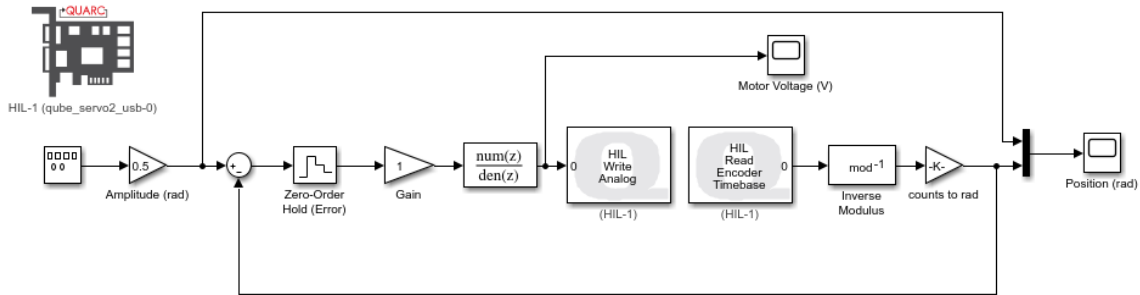 QUARC
HIL-1 (qube_servo2_usb-0)
0.5
Amplitude (rad)
+
-
Zero-Order
Hold (Error)
1
Gain
num(z)
den(z)
Motor Voltage (V)
0
HIL
Write
Analog
(HIL-1)
HIL
Read
Encoder
Timebase
0
(HIL-1)
mod⁻¹
Inverse
Modulus
-K-
counts to rad
Position (rad)